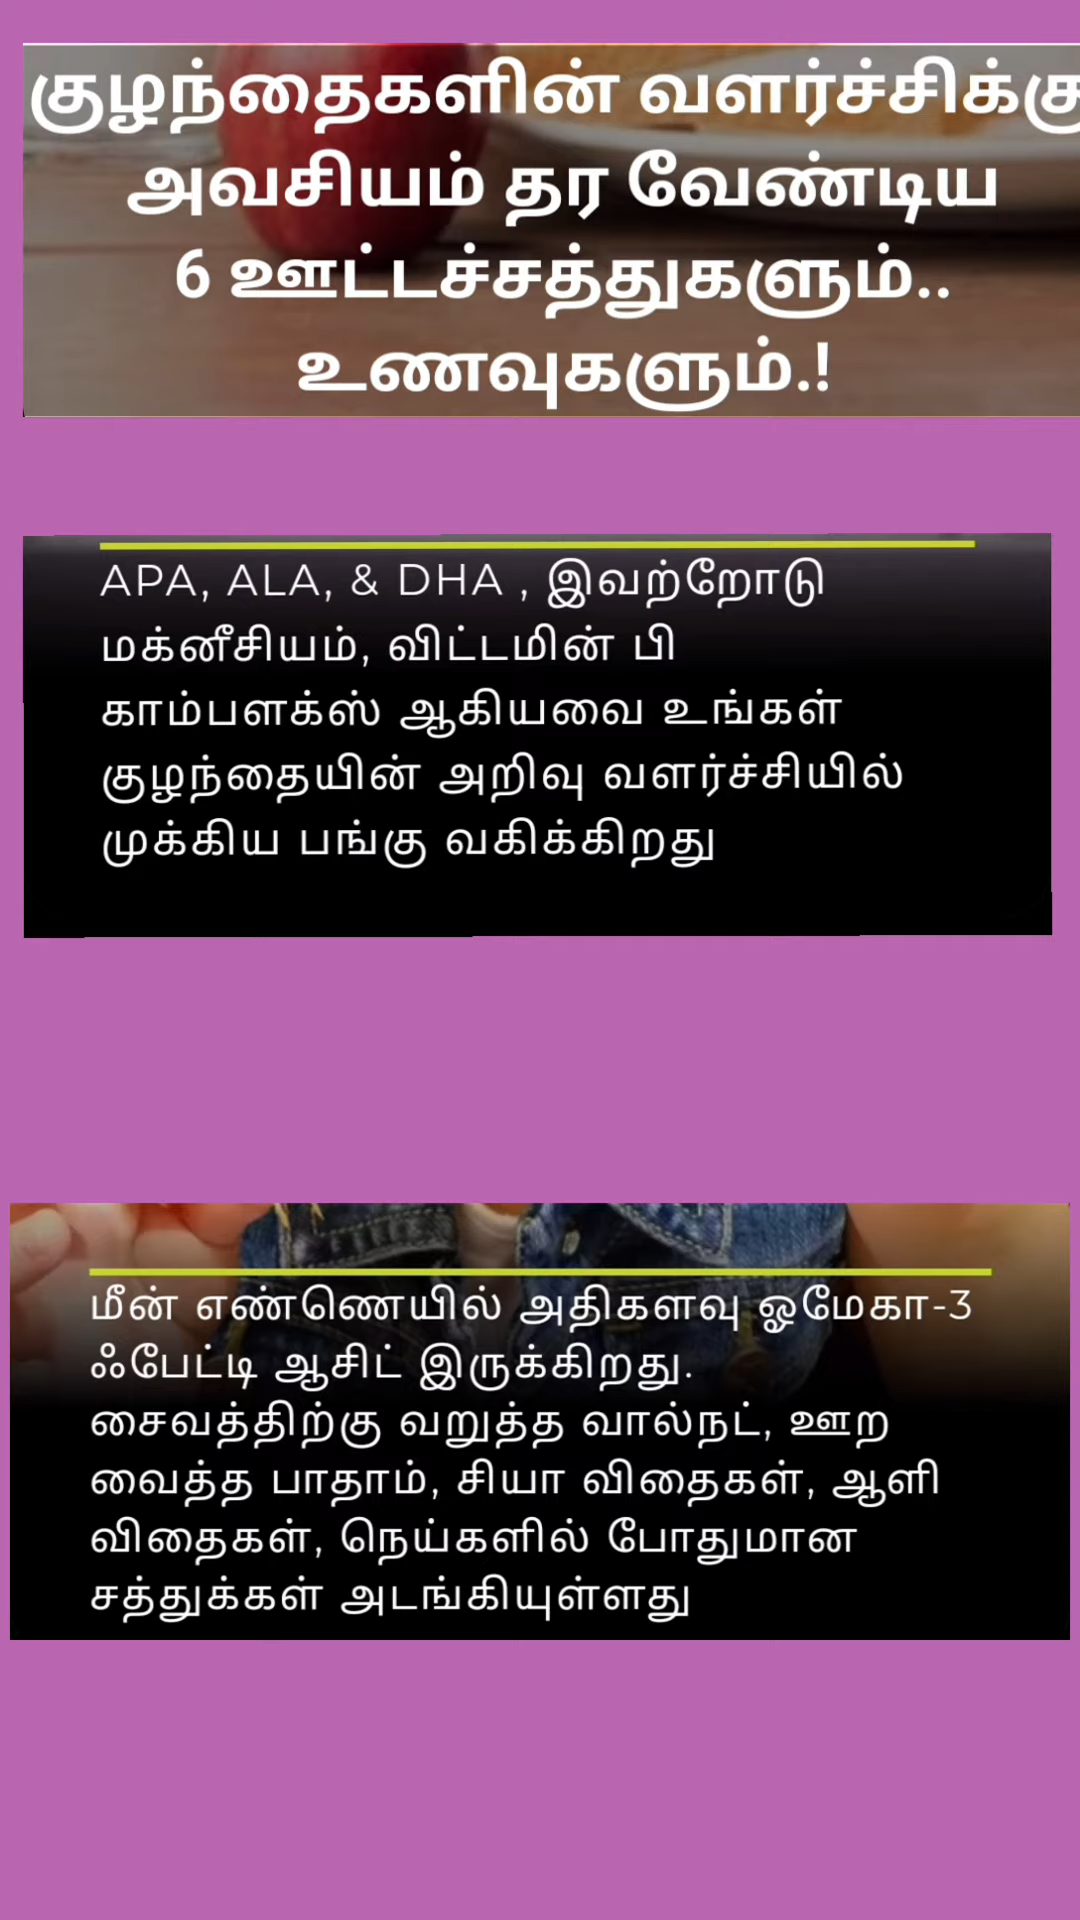 குழந்தைகளின் வளர்ச்சிக்கு
அவசியம் தர வேண்டிய
6 ஊட்டச்சத்துகளும்..
உணவுகளும்.!
APA, ALA, & DHA , இவற்றோடு
மக்னீசியம், விட்டமின் பி
காம்பளக்ஸ் ஆகியவை உங்கள்
குழந்தையின் அறிவு வளர்ச்சியில்
முக்கிய பங்கு வகிக்கிறது
மீன் எண்ணெயில் அதிகளவு ஓமேகா-3
ஃபேட்டி ஆசிட் இருக்கிறது.
சைவத்திற்கு வறுத்த வால்நட், ஊற
வைத்த பாதாம், சியா விதைகள், ஆளி
விதைகள், நெய்களில் போதுமான
சத்துக்கள் அடங்கியுள்ளது